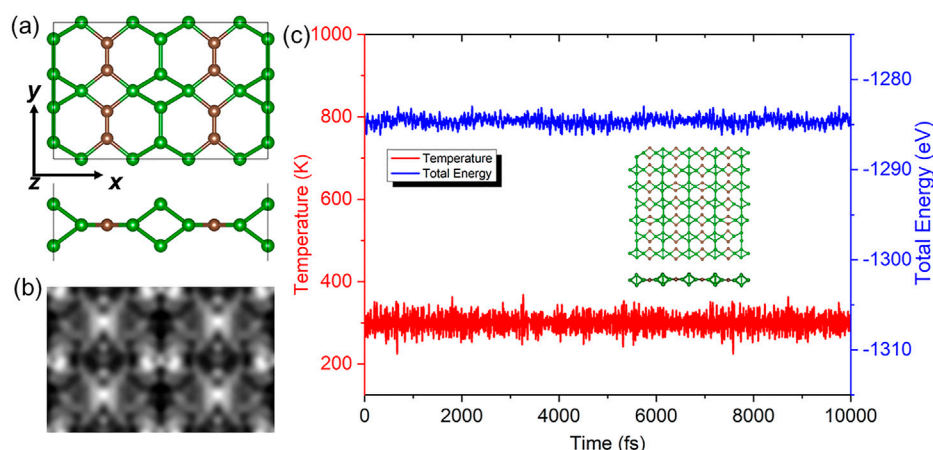 (a)
y
z
x
(b)
(c)
1000
800
600
400
200
Temperature (K)
Temperature
Total Energy
-1280
-1290
-1300
-1310
Total Energy (eV)
0
2000
4000
6000
8000
10000
Time (fs)